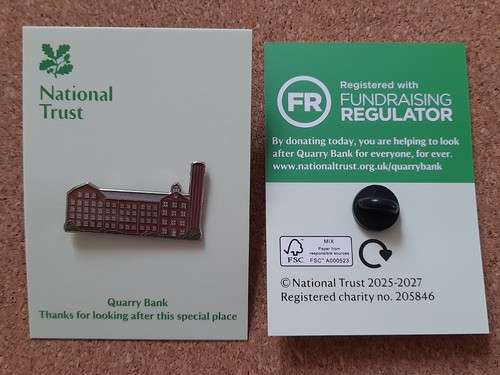 National
Trust
Quarry Bank
Thanks for looking after this special place
FR
Registered with
FUNDRAISING
REGULATOR
By donating today, you are helping to look
after Quarry Bank for everyone, for ever.
www.nationaltrust.org.uk/quarrybank
FSC
MIX
Paper from
responsible sources
FSC™ A000523
© National Trust 2025-2027
Registered charity no. 205846